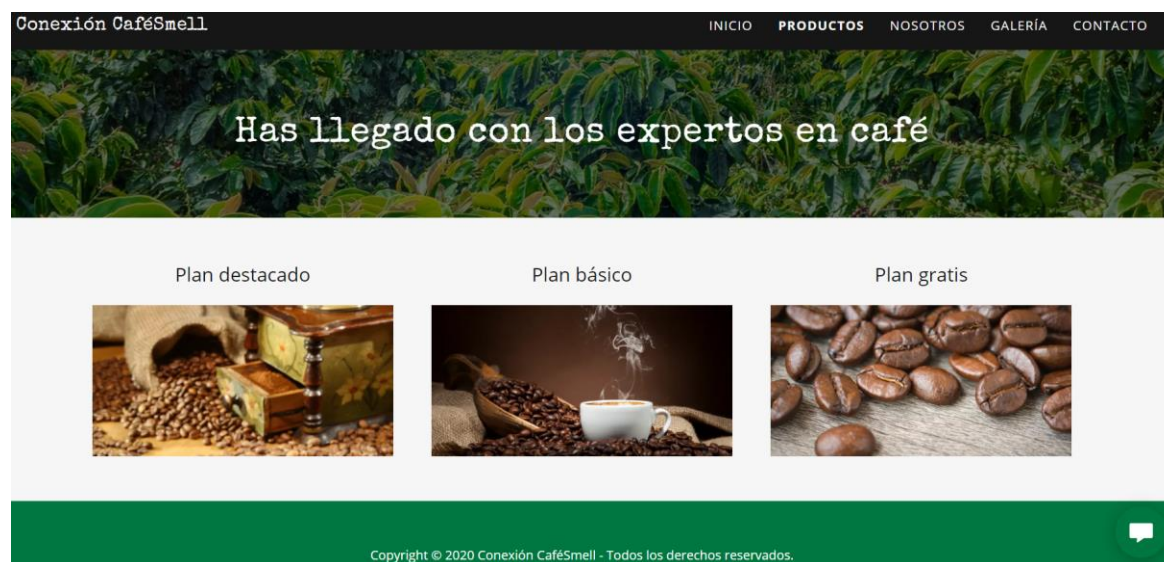 Conexión CaféSmell
INICIO PRODUCTOS NOSOTROS GALERÍA CONTACTO
Has llegado con los expertos en café
Plan destacado
Plan básico
Plan gratis
Copyright © 2020 Conexión CaféSmell - Todos los derechos reservados.